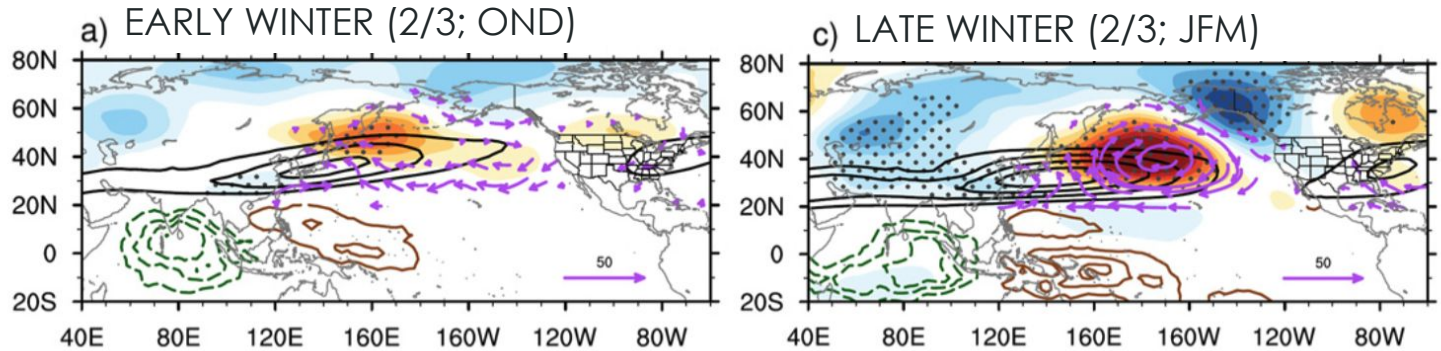 a) EARLY WINTER (2/3; OND)
80N
60N
40N
20N
0
20S
50
40E 80E 120E 160E 160W 120W 80W
c) LATE WINTER (2/3; JFM)
80N
60N
40N
20N
0
20S
50
40E 80E 120E 160E 160W 120W 80W